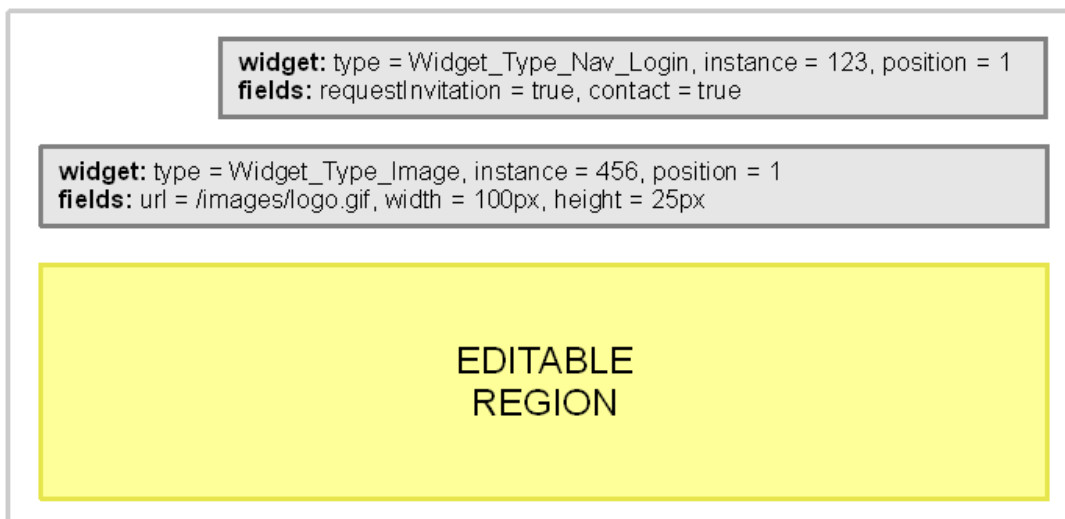 widget: type = Widget_Type_Nav_Login, instance = 123, position = 1
fields: requestInvitation = true, contact = true
widget: type = Widget_Type_Image, instance = 456, position = 1
fields: url = /images/logo.gif, width = 100px, height = 25px
EDITABLE
REGION